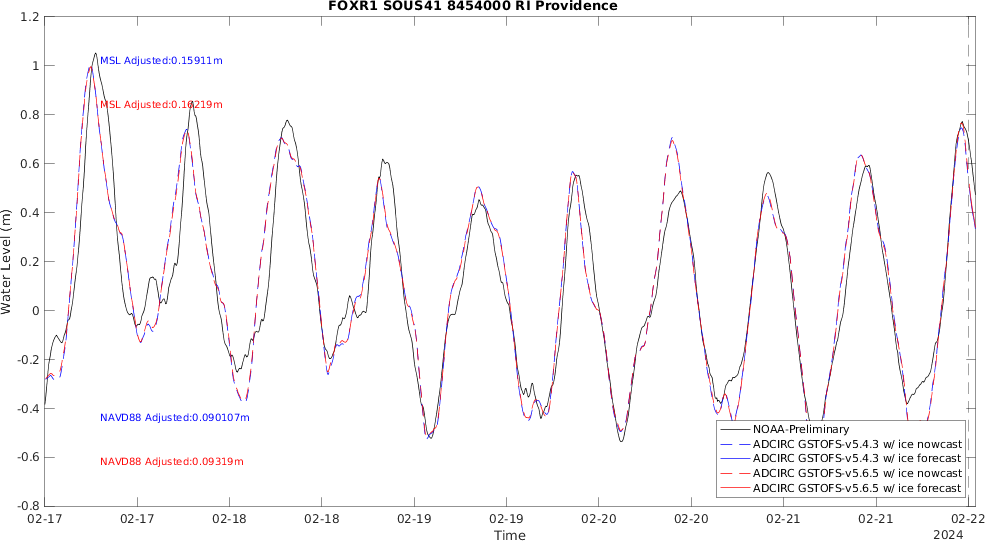 FOXR1 SOUS41 8454000 RI Providence
1.2
1
0.8
0.6
0.4
0.2
0
-0.2
-0.4
-0.6
-0.8
Water Level (m)
MSL Adjusted:0.15911m
MSL Adjusted:0.16219m
NAVD88 Adjusted:0.090107m
NAVD88 Adjusted:0.09319m
NOAA-Preliminary
ADCIRC GSTOFS-v5.4.3 w/ ice nowcast
ADCIRC GSTOFS-v5.4.3 w/ ice forecast
ADCIRC GSTOFS-v5.6.5 w/ ice nowcast
ADCIRC GSTOFS-v5.6.5 w/ ice forecast
02-17 02-17 02-18 02-18 02-19 02-19 02-20 02-20 02-21 02-21 02-22
Time
2024